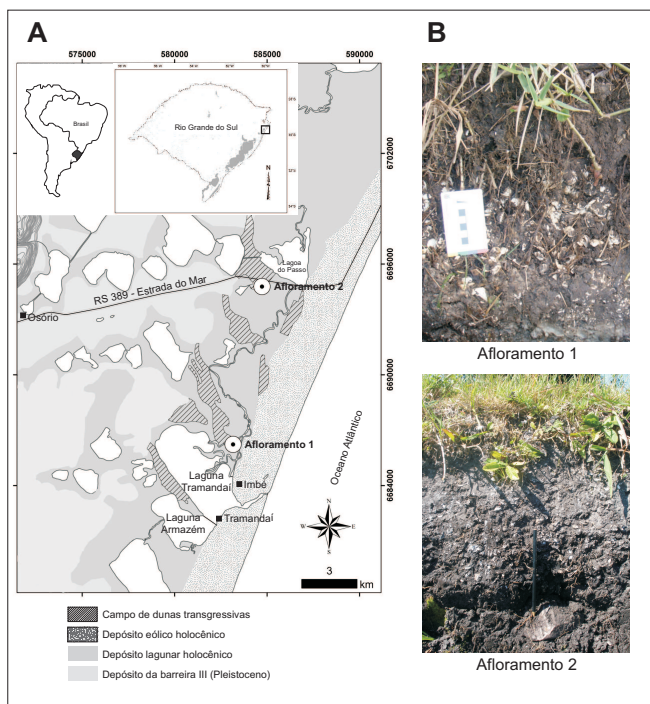 A
B
575000
580000
585000
590000
Brasil
Rio Grande do Sul
N
6702000
Lagoa
do Passo
6696000
RS 389 - Estrada do Mar
Afloramento 2
Osório
6690000
Afloramento 1
Oceano Atlântico
Laguna
Tramandaí
Imbé
6684000
Laguna
Armazém
Tramandaí
N
W
E
S
3
km
Campo de dunas transgressivas
Depósito eólico holocênico
Depósito lagunar holocênico
Depósito da barreira III (Pleistoceno)
Afloramento 1
Afloramento 2